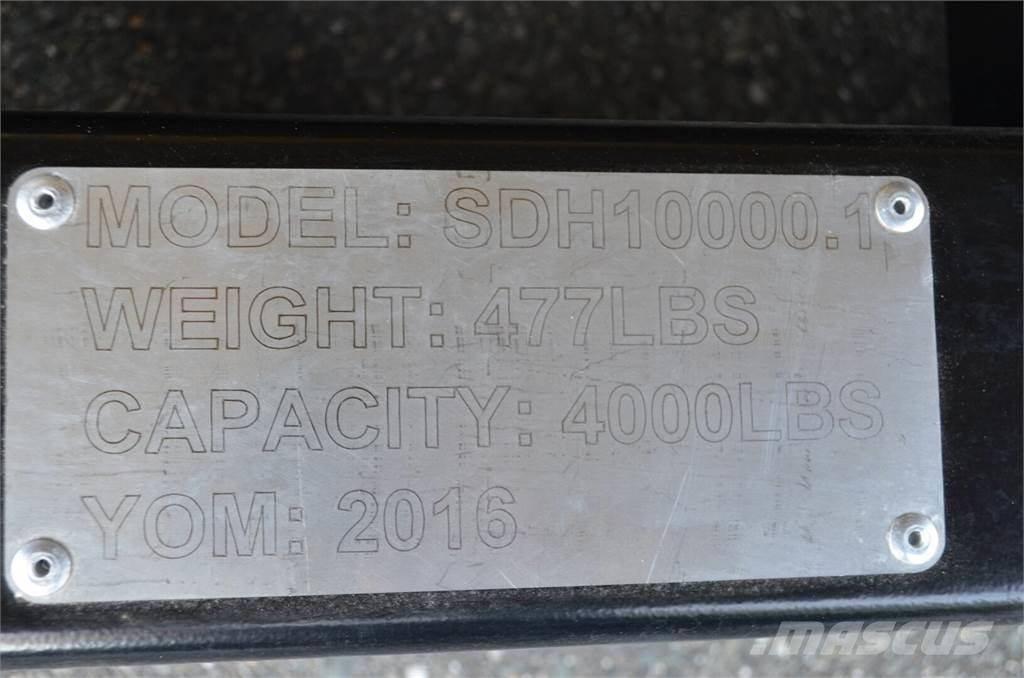 MODEL: SDH10000.1
WEIGHT: 477LBS
CAPACITY: 4000LBS
YOM: 2016
MASCUS